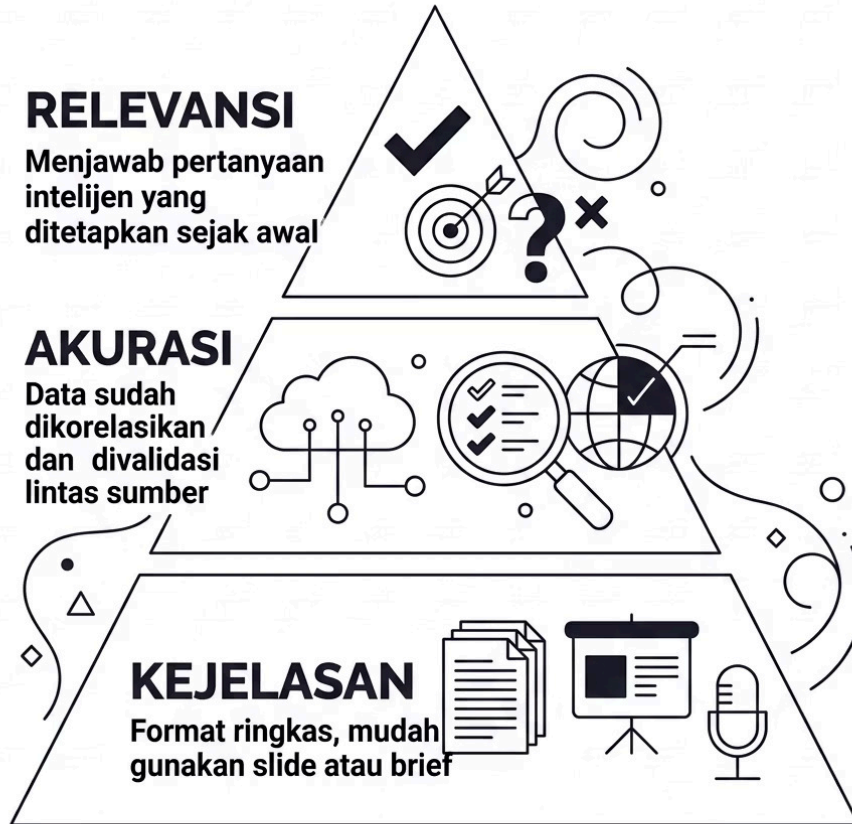 RELEVANSI
Menjawab pertanyaan
intelijen yang
ditetapkan sejak awal
AKURASI
Data sudah
dikorelasikan
dan divalidasi
lintas sumber
KEJELASAN
Format ringkas, mudah
gunakan slide atau brief